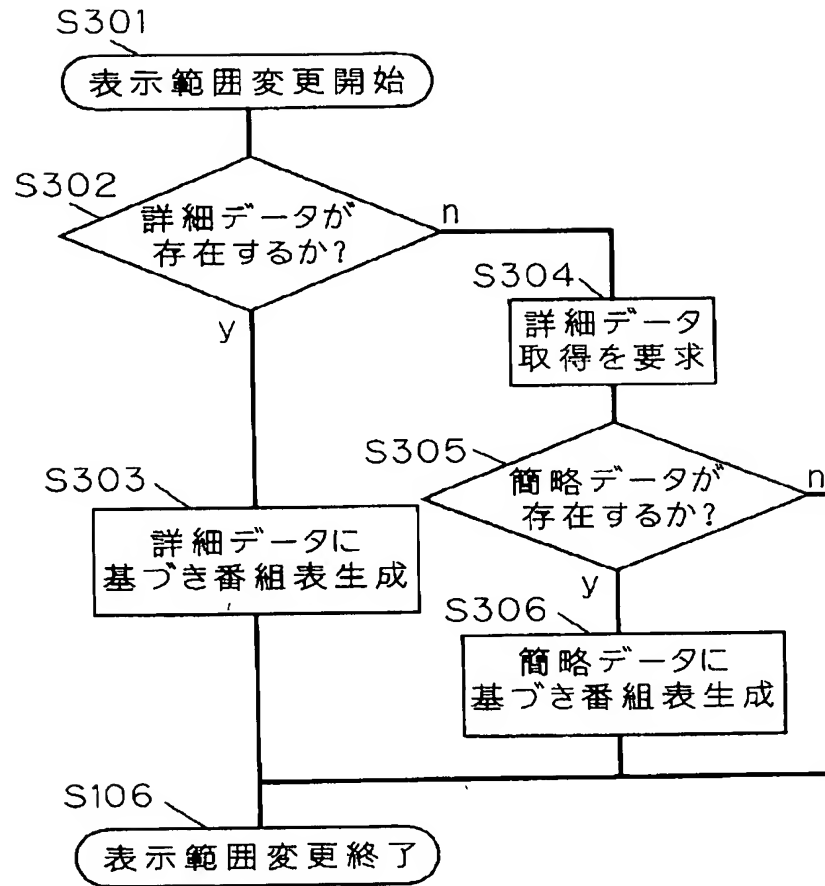 S301
表示範囲変更開始
S302
詳細データが
存在するか?
n
y
S304
詳細データ
取得を要求
S305
簡略データが
存在するか?
n
y
S303
詳細データに
基づき番組表生成
S306
簡略データに
基づき番組表生成
S106
表示範囲変更終了